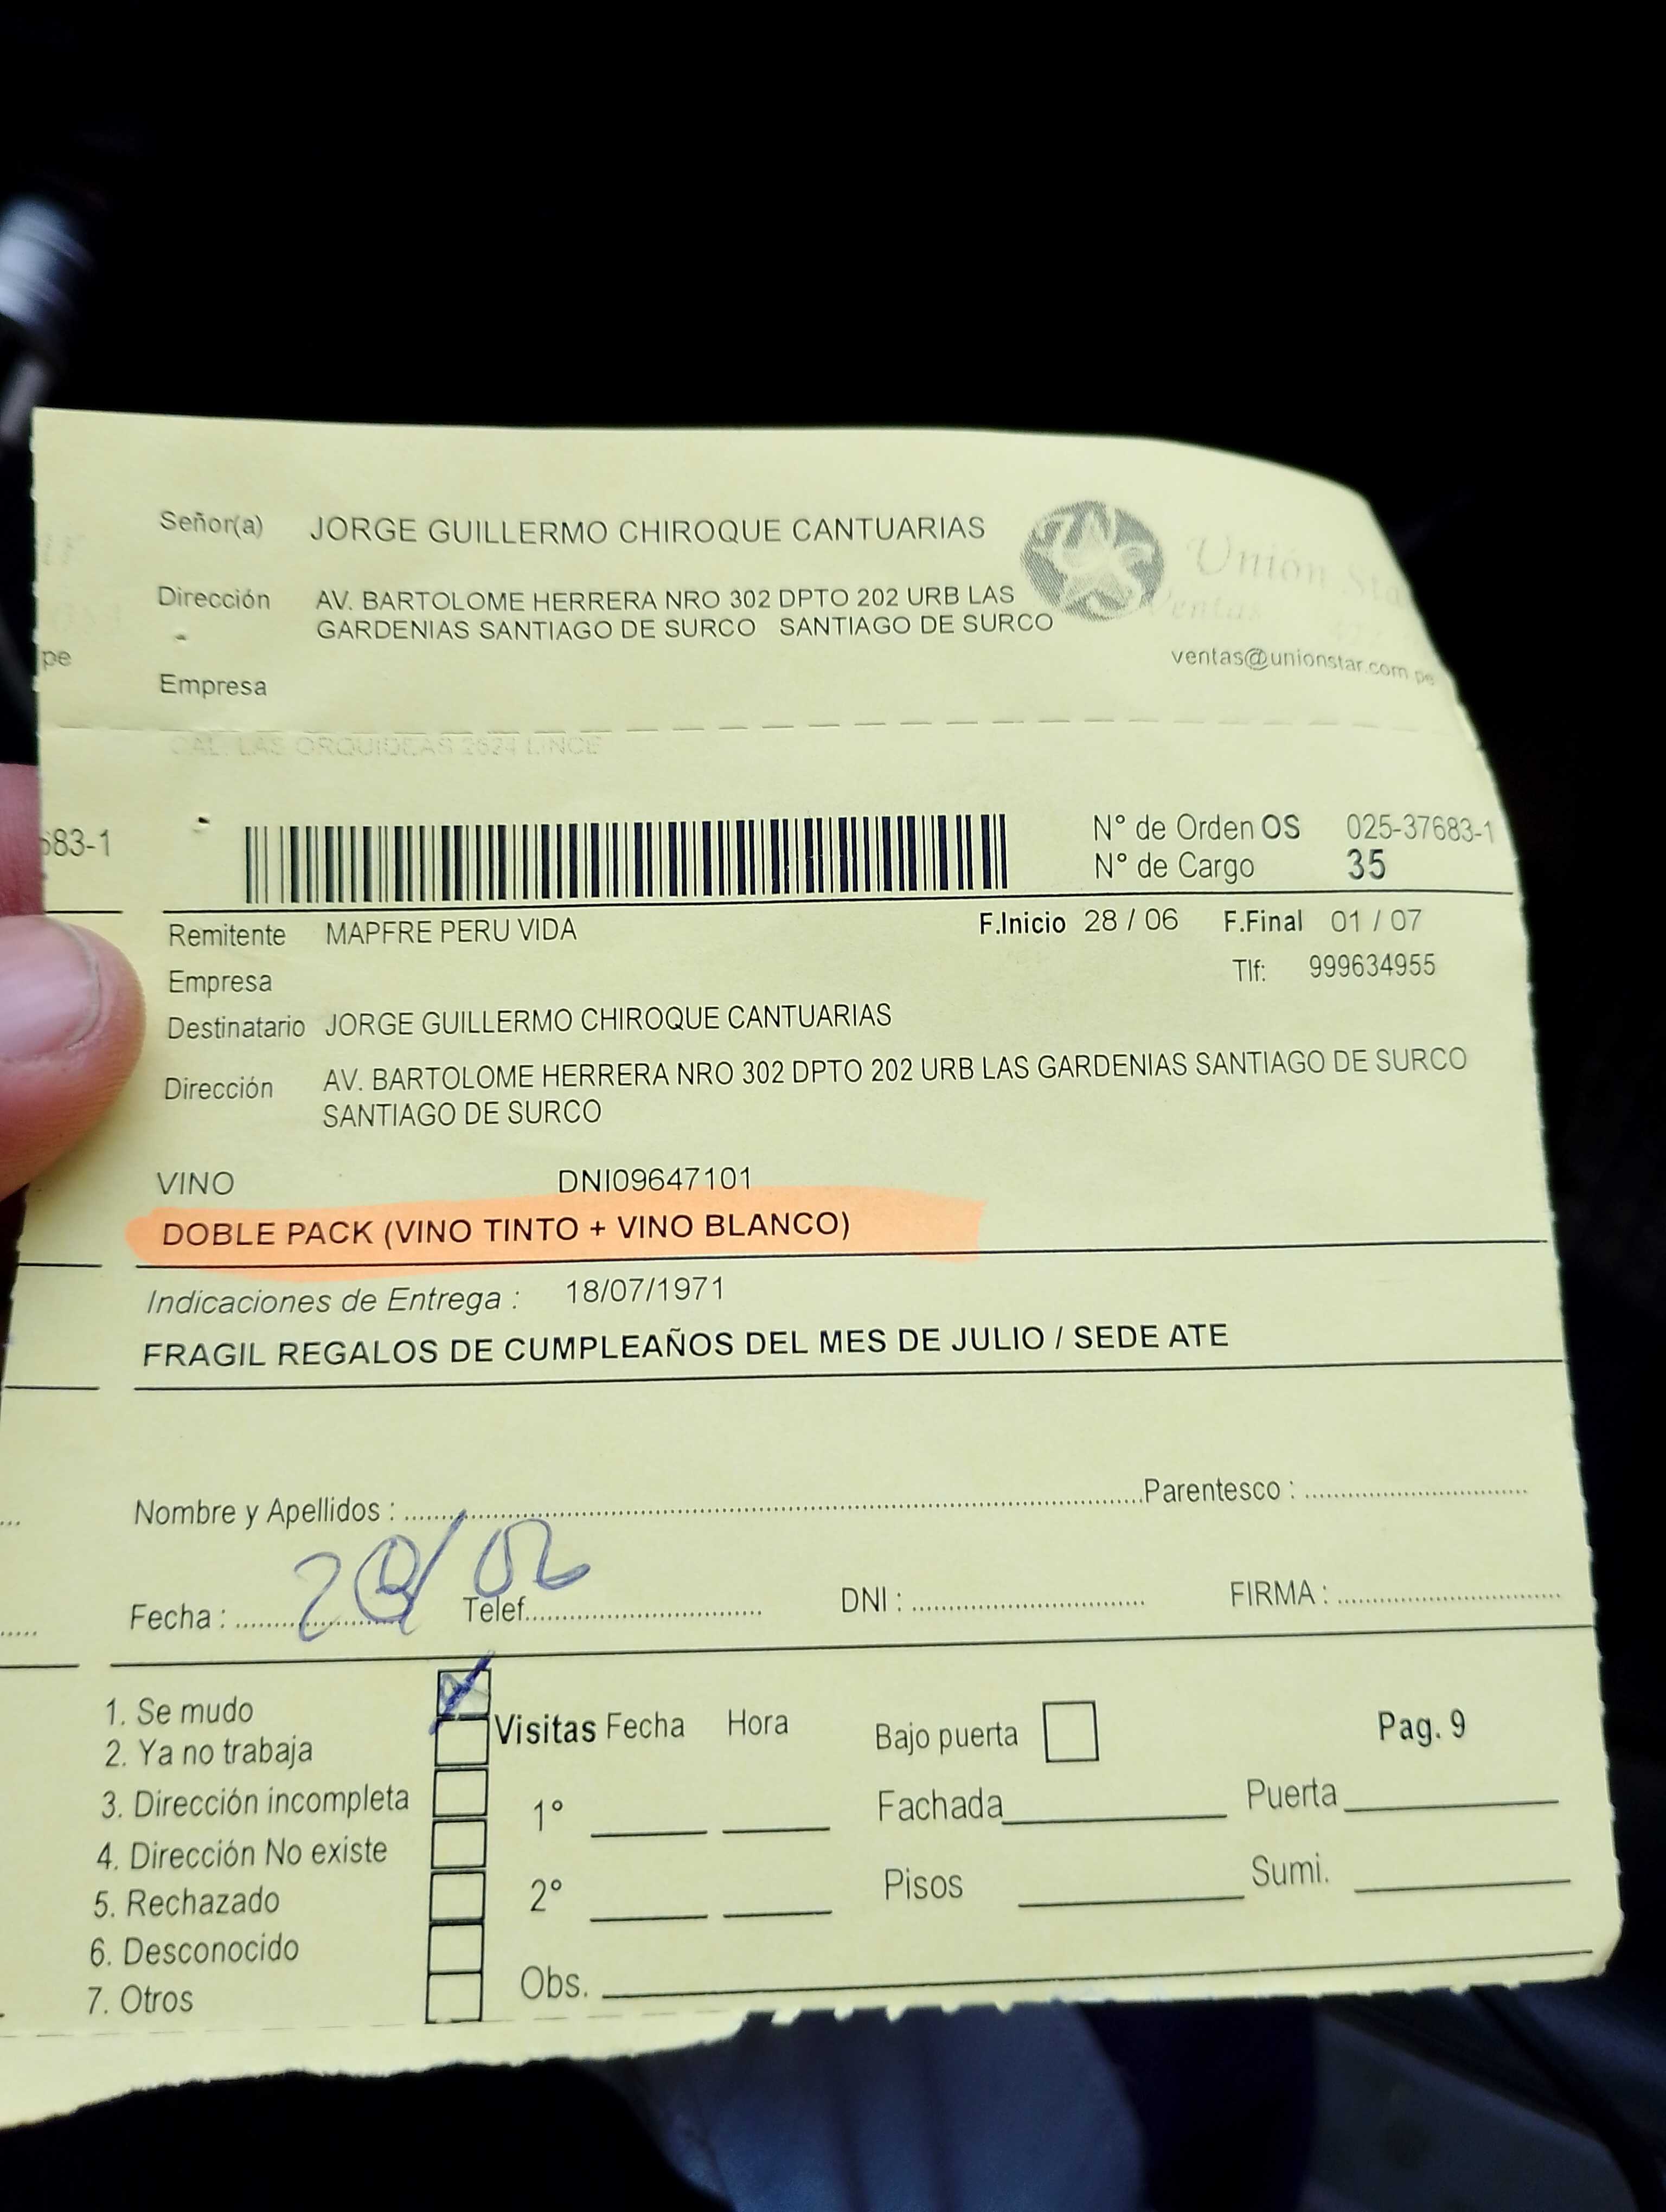 Señor(a) JORGE GUILLERMO CHIROQUE CANTUARIAS
Unión Star
Ventas
Dirección AV. BARTOLOME HERRERA NRO 302 DPTO 202 URB LAS
GARDENIAS SANTIAGO DE SURCO SANTIAGO DE SURCO
pe
ventas@unionstar.com.pe
Empresa
CAL. LAS ORQUIDEAS 2624 LINCE
683-1
N° de Orden OS 025-37683-1
N° de Cargo 35
Remitente MAPFRE PERU VIDA F.Inicio 28 / 06 F.Final 01 / 07
Empresa Tlf: 999634955
Destinatario JORGE GUILLERMO CHIROQUE CANTUARIAS
Dirección AV. BARTOLOME HERRERA NRO 302 DPTO 202 URB LAS GARDENIAS SANTIAGO DE SURCO
SANTIAGO DE SURCO
VINO DNI09647101
DOBLE PACK (VINO TINTO + VINO BLANCO)
Indicaciones de Entrega : 18/07/1971
FRAGIL REGALOS DE CUMPLEAÑOS DEL MES DE JULIO / SEDE ATE
Nombre y Apellidos : Parentesco :
Fecha : Telef. DNI : FIRMA :
1. Se mudo
2. Ya no trabaja
3. Dirección incompleta
4. Dirección No existe
5. Rechazado
6. Desconocido
7. Otros
Visitas Fecha Hora
1°
2°
Obs.
Bajo puerta Pag. 9
Fachada Puerta
Pisos Sumi.